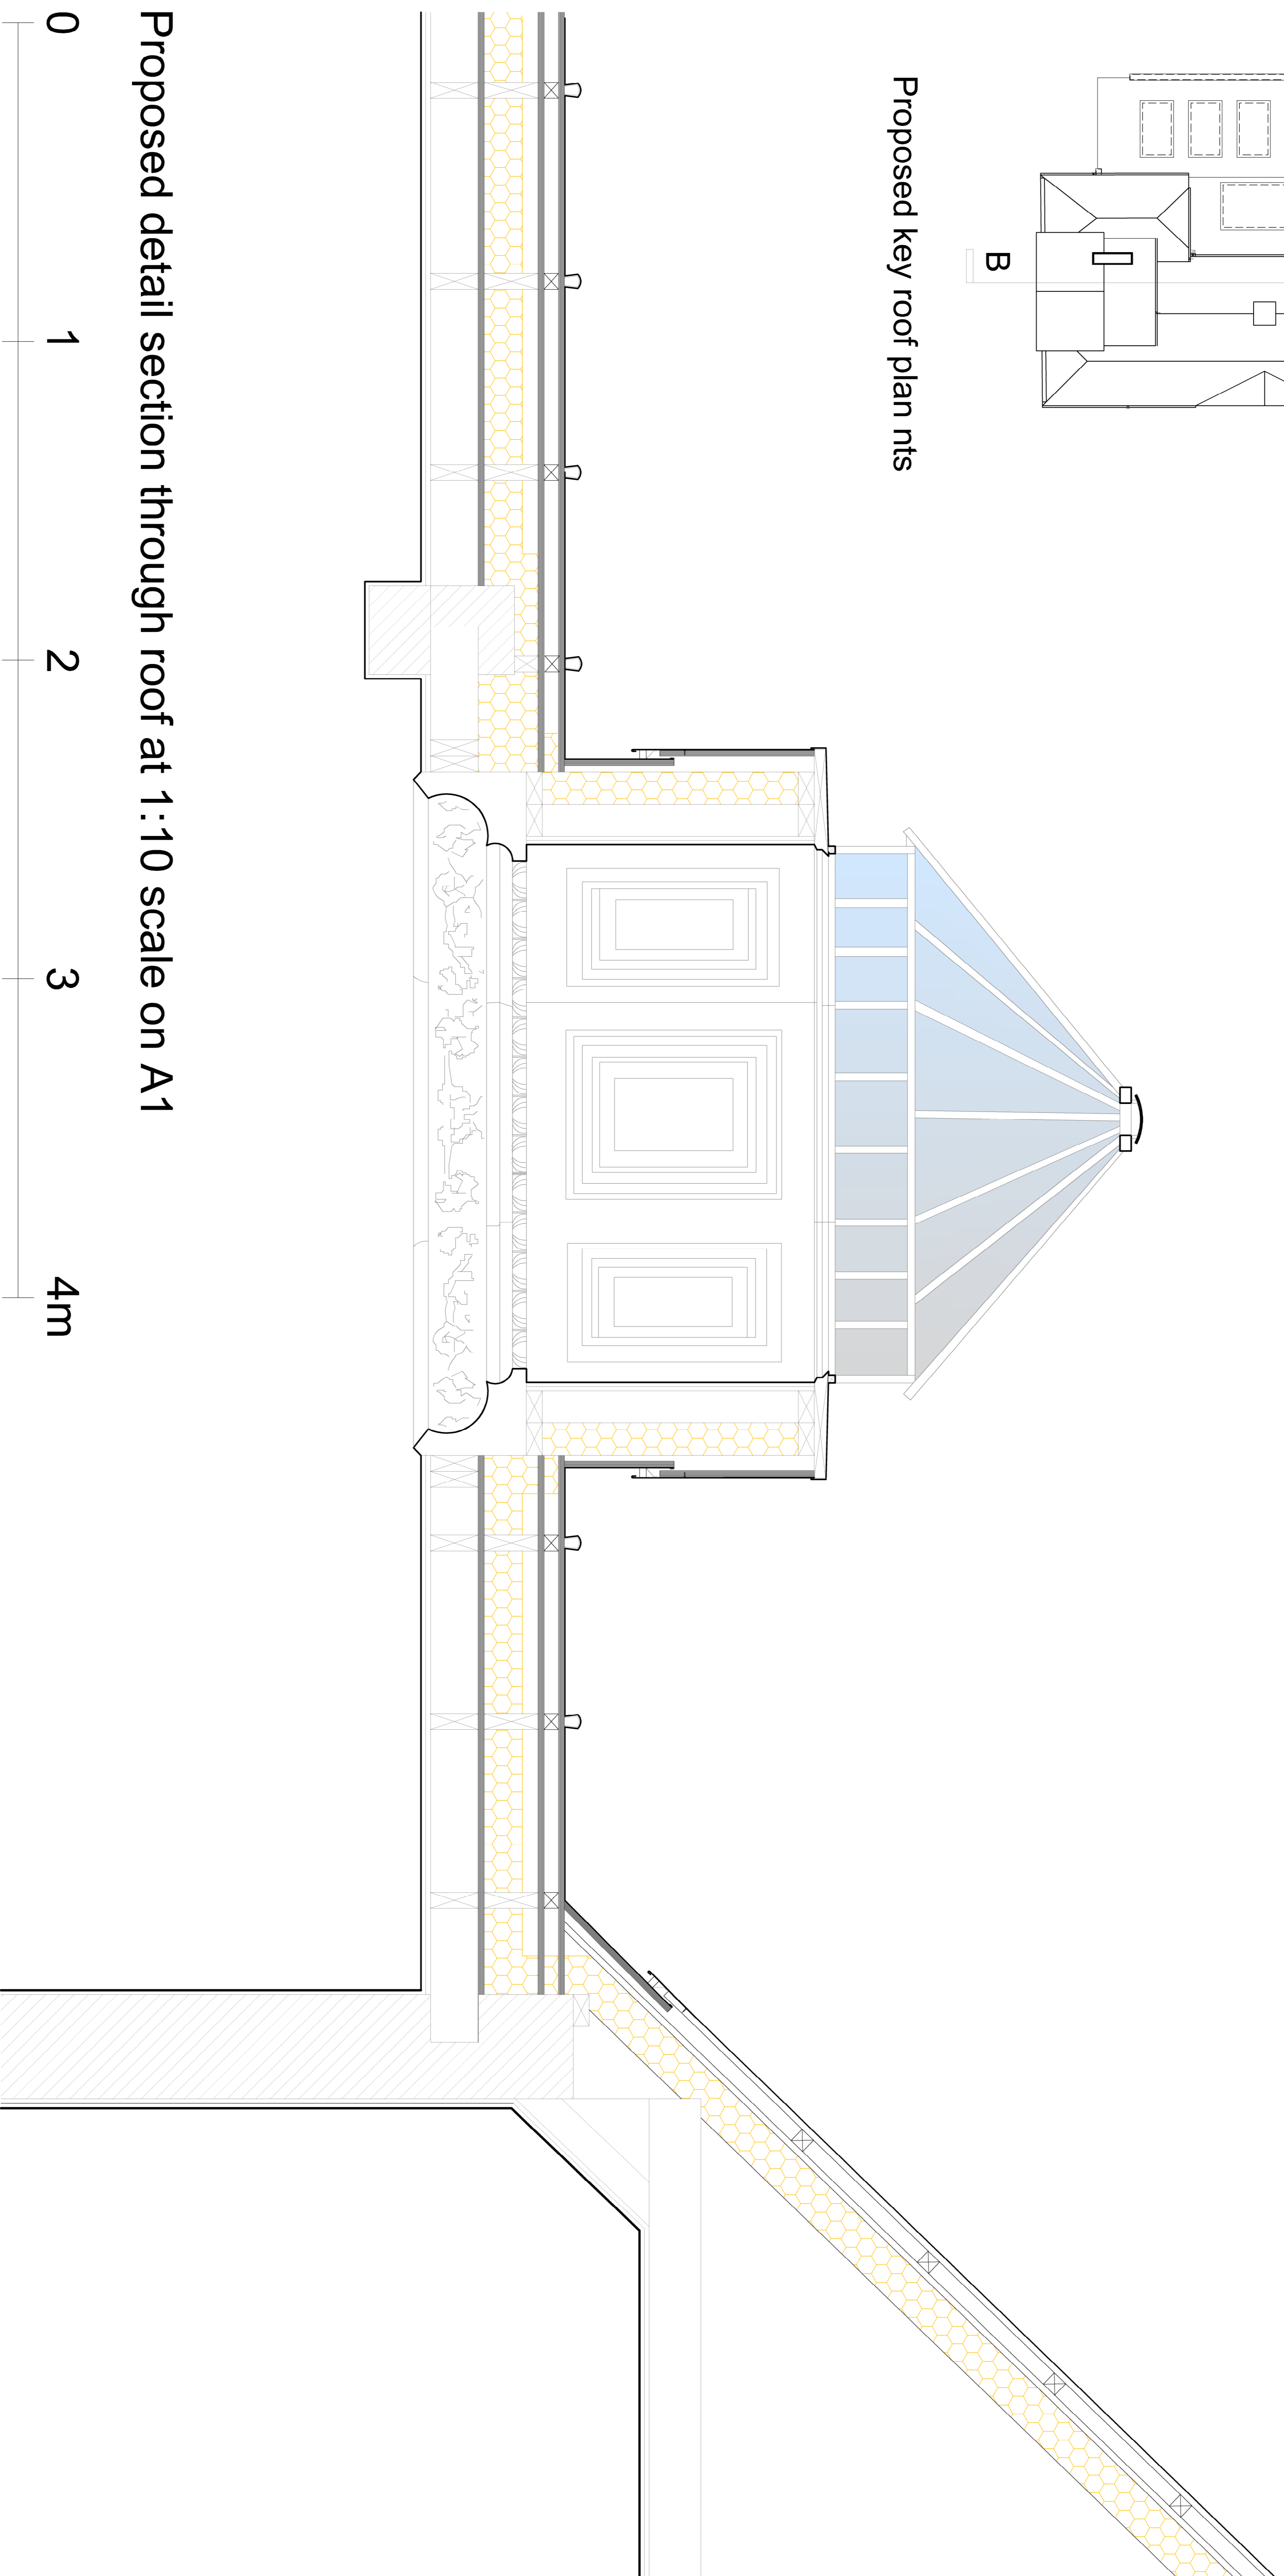 B
Proposed key roof plan nts
Proposed detail section through roof at 1:10 scale on A1
0 1 2 3 4m